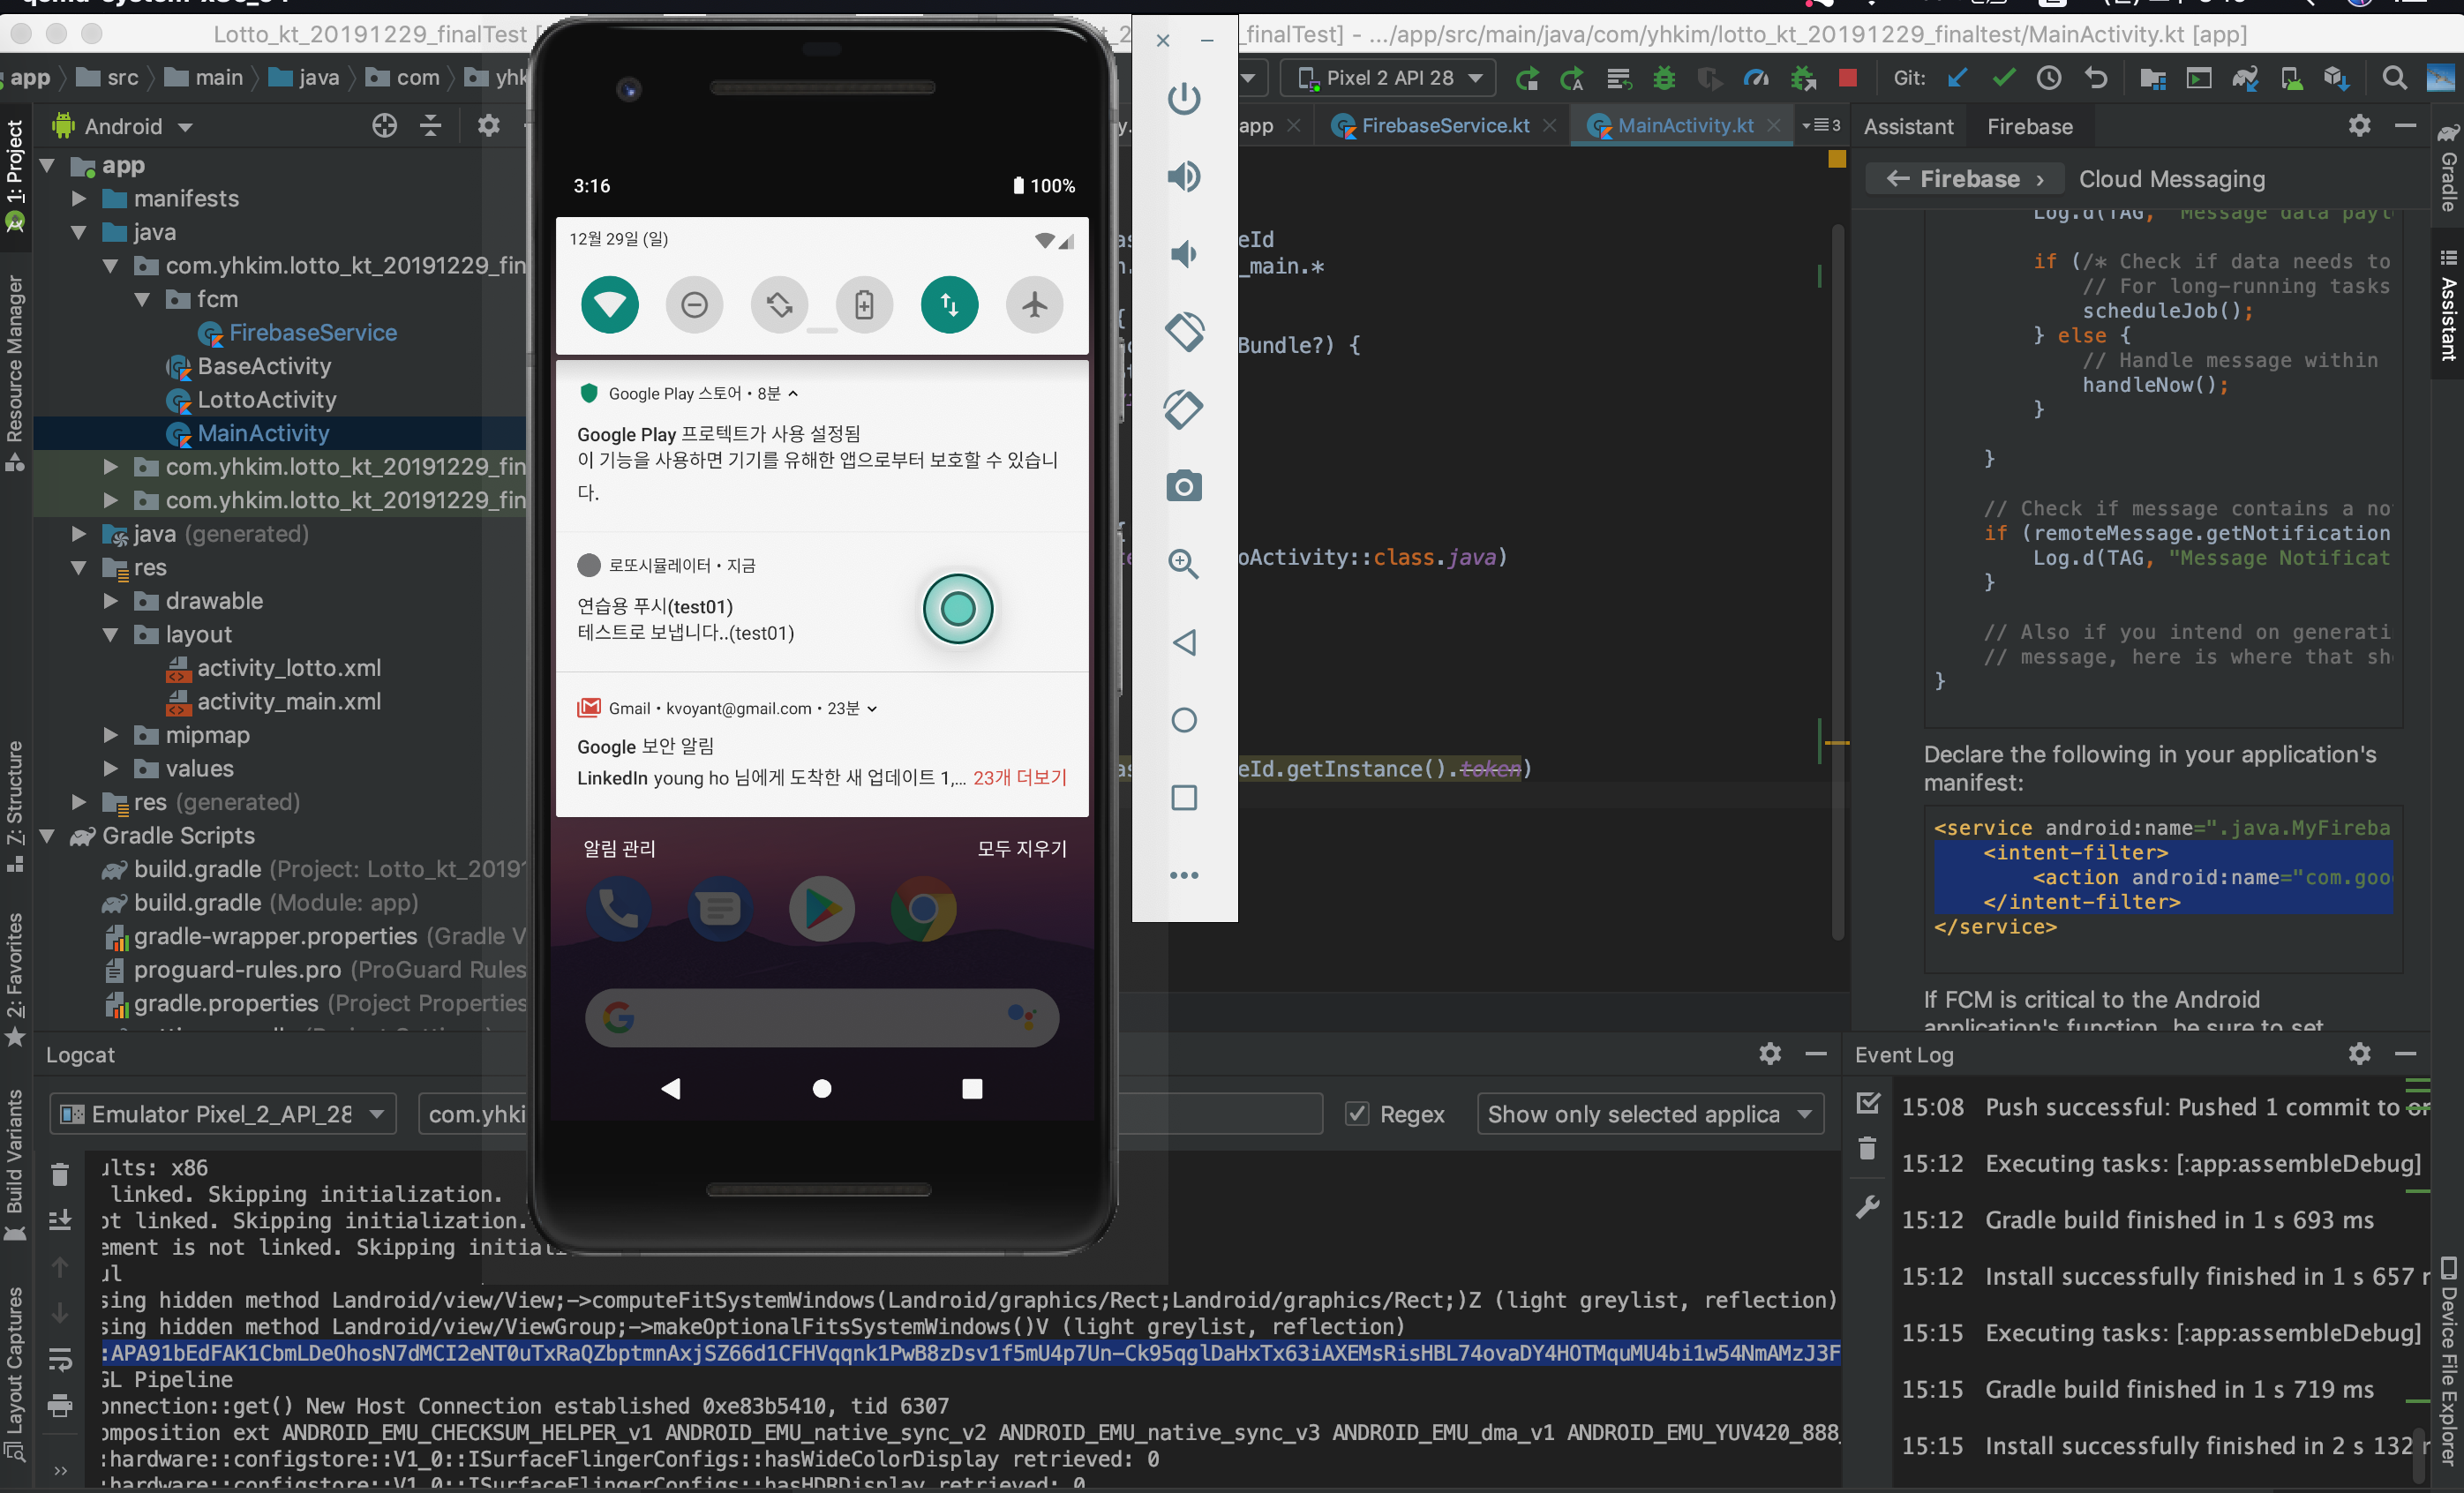 Lotto_kt_20191229_finalTest [
_finalTest] - .../app/src/main/java/com/yhkim/lotto_kt_20191229_finaltest/MainActivity.kt [app]
app
src
main
java
com
yhk
Pixel 2 API 28
Git:
Android
app
FirebaseService.kt
MainActivity.kt
3
Assistant
Firebase
1: Project
Resource Manager
Z: Structure
2: Favorites
Build Variants
Layout Captures
app
manifests
java
com.yhkim.lotto_kt_20191229_fin
fcm
FirebaseService
BaseActivity
LottoActivity
MainActivity
com.yhkim.lotto_kt_20191229_fin
com.yhkim.lotto_kt_20191229_fin
java (generated)
res
drawable
layout
activity_lotto.xml
activity_main.xml
mipmap
values
res (generated)
Gradle Scripts
build.gradle (Project: Lotto_kt_2019
build.gradle (Module: app)
gradle-wrapper.properties (Gradle V
proguard-rules.pro (ProGuard Rules
gradle.properties (Project Properties
3:16
100%
12월 29일 (일)
Google Play 스토어 • 8분
Google Play 프로텍트가 사용 설정됨
이 기능을 사용하면 기기를 유해한 앱으로부터 보호할 수 있습니
다.
로또시뮬레이터 • 지금
연습용 푸시(test01)
테스트로 보냅니다..(test01)
Gmail • kvoyant@gmail.com • 23분
Google 보안 알림
LinkedIn young ho 님에게 도착한 새 업데이트 1,... 23개 더보기
알림 관리
모두 지우기
eId
_main.*
Bundle?) {
oActivity::class.java)
eId.getInstance().token)
Firebase
Cloud Messaging
Log.d(TAG, "Message data payl
if (/* Check if data needs to
// For long-running tasks
scheduleJob();
} else {
// Handle message within
handleNow();
}
}
// Check if message contains a no
if (remoteMessage.getNotification
Log.d(TAG, "Message Notificat
}
// Also if you intend on generati
// message, here is where that sh
}
Declare the following in your application's
manifest:
<service android:name=".java.MyFireba
<intent-filter>
<action android:name="com.goo
</intent-filter>
</service>
If FCM is critical to the Android
application's function, be sure to set
Gradle
Assistant
Device File Explorer
Logcat
Emulator Pixel_2_API_28
com.yhki
Regex
Show only selected applica
ults: x86
linked. Skipping initialization.
ot linked. Skipping initialization.
ement is not linked. Skipping initial
ul
sing hidden method Landroid/view/View;->computeFitSystemWindows(Landroid/graphics/Rect;Landroid/graphics/Rect;)Z (light greylist, reflection)
sing hidden method Landroid/view/ViewGroup;->makeOptionalFitsSystemWindows()V (light greylist, reflection)
:APA91bEdFAK1CbmLDeOhosN7dMCI2eNT0uTxRaQZbptmnAxjSZ66d1CFHVqqnk1PwB8zDsv1f5mU4p7Un-Ck95qglDaHxTx63iAXEMsRisHBL74ovaDY4HOTMquMU4bi1w54NmAMzJ3F
GL Pipeline
onnection::get() New Host Connection established 0xe83b5410, tid 6307
omposition ext ANDROID_EMU_CHECKSUM_HELPER_v1 ANDROID_EMU_native_sync_v2 ANDROID_EMU_native_sync_v3 ANDROID_EMU_dma_v1 ANDROID_EMU_YUV420_888_
:hardware::configstore::V1_0::ISurfaceFlingerConfigs::hasWideColorDisplay retrieved: 0
:hardware::configstore::V1_0::ISurfaceFlingerConfigs::hasHDRDisplay retrieved: 0
Event Log
15:08 Push successful: Pushed 1 commit to or
15:12 Executing tasks: [:app:assembleDebug]
15:12 Gradle build finished in 1 s 693 ms
15:12 Install successfully finished in 1 s 657 r
15:15 Executing tasks: [:app:assembleDebug]
15:15 Gradle build finished in 1 s 719 ms
15:15 Install successfully finished in 2 s 132 r